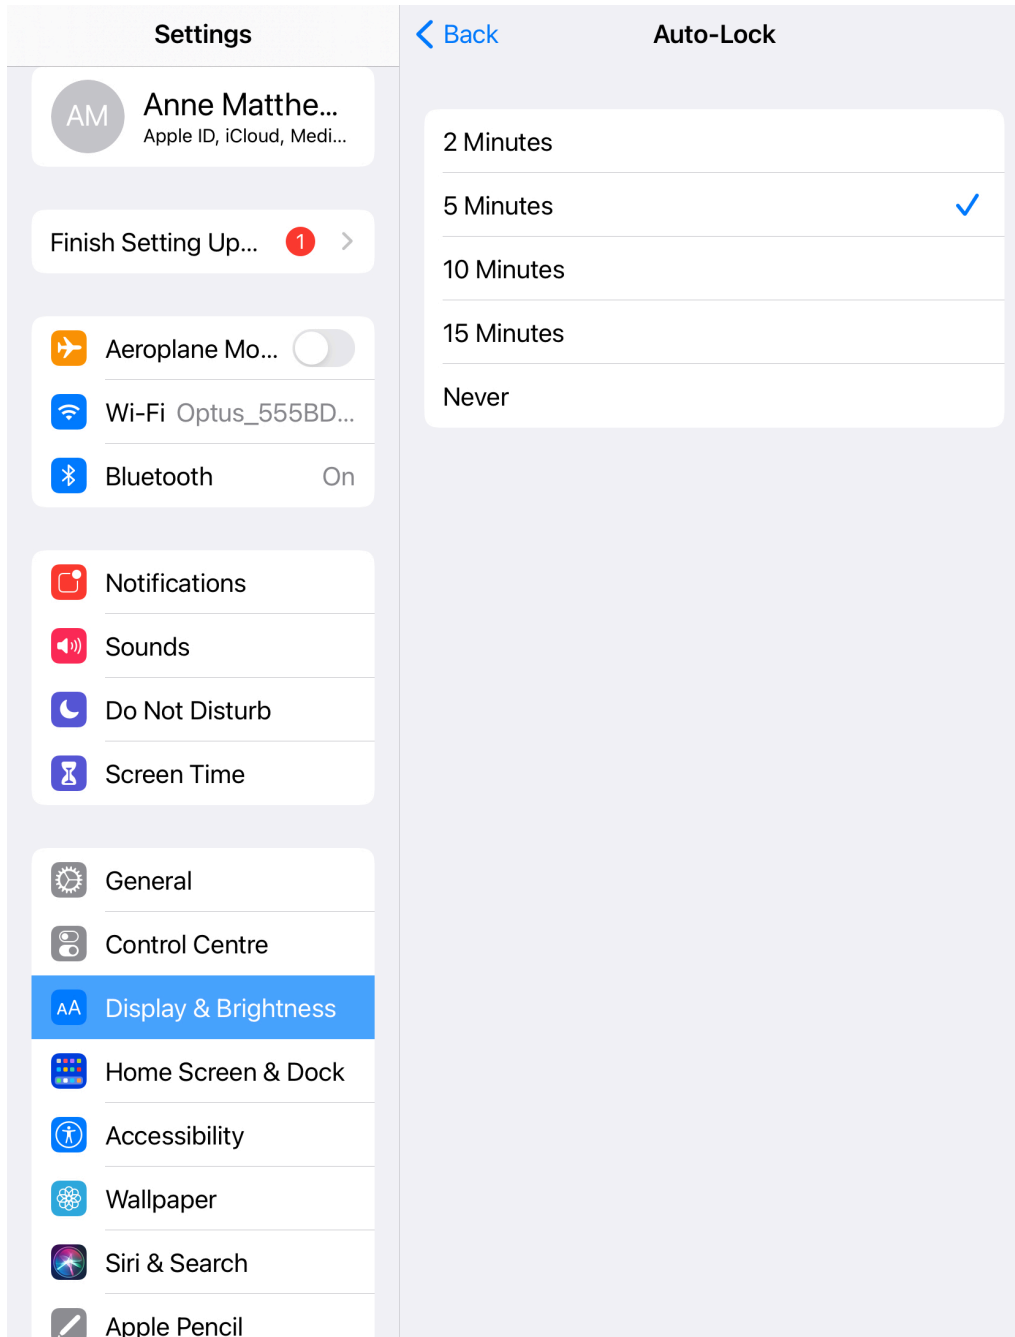 Settings
AM
Anne Matthe...
Apple ID, iCloud, Medi...
Finish Setting Up... 1
Aeroplane Mo...
Wi-Fi Optus_555BD...
Bluetooth On
Notifications
Sounds
Do Not Disturb
Screen Time
General
Control Centre
AA Display & Brightness
Home Screen & Dock
Accessibility
Wallpaper
Siri & Search
Apple Pencil
Back
Auto-Lock
2 Minutes
5 Minutes
10 Minutes
15 Minutes
Never